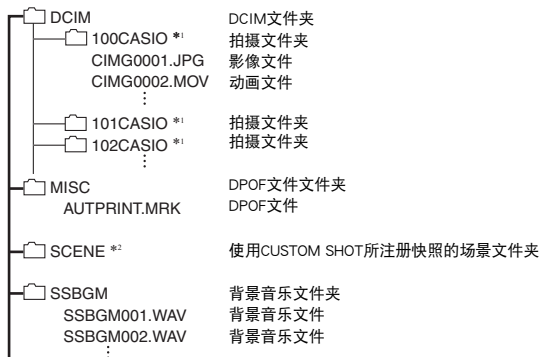 DCIM DCIM文件夹
100CASIO *1 拍摄文件夹
CIMG0001.JPG 影像文件
CIMG0002.MOV 动画文件
101CASIO *1 拍摄文件夹
102CASIO *1 拍摄文件夹
MISC DPOF文件文件夹
AUTPRINT.MRK DPOF文件
SCENE *2 使用CUSTOM SHOT所注册快照的场景文件夹
SSBGM 背景音乐文件夹
SSBGM001.WAV 背景音乐文件
SSBGM002.WAV 背景音乐文件